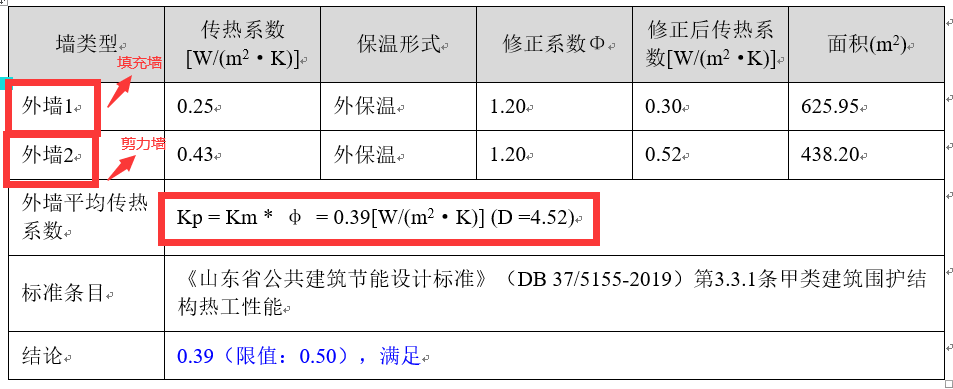 墙类型
传热系数
[W/(m2·K)]
保温形式
修正系数Φ
修正后传热系
数[W/(m2·K)]
面积(m2)
填充墙
外墙1
0.25
外保温
1.20
0.30
625.95
剪力墙
外墙2
0.43
外保温
1.20
0.52
438.20
外墙平均传热
系数
Kp = Km * φ = 0.39[W/(m2·K)] (D =4.52)
标准条目
《山东省公共建筑节能设计标准》（DB 37/5155-2019）第3.3.1条甲类建筑围护结
构热工性能
结论
0.39（限值：0.50），满足